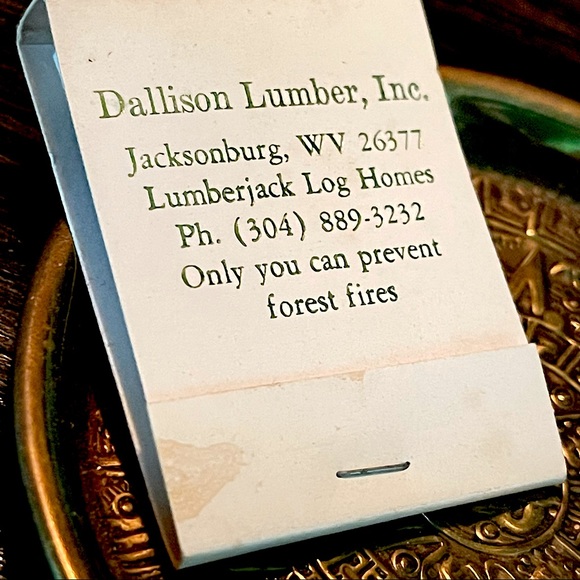 Dallison Lumber, Inc.
Jacksonburg, WV 26377
Lumberjack Log Homes
Ph. (304) 889-3232
Only you can prevent
forest fires